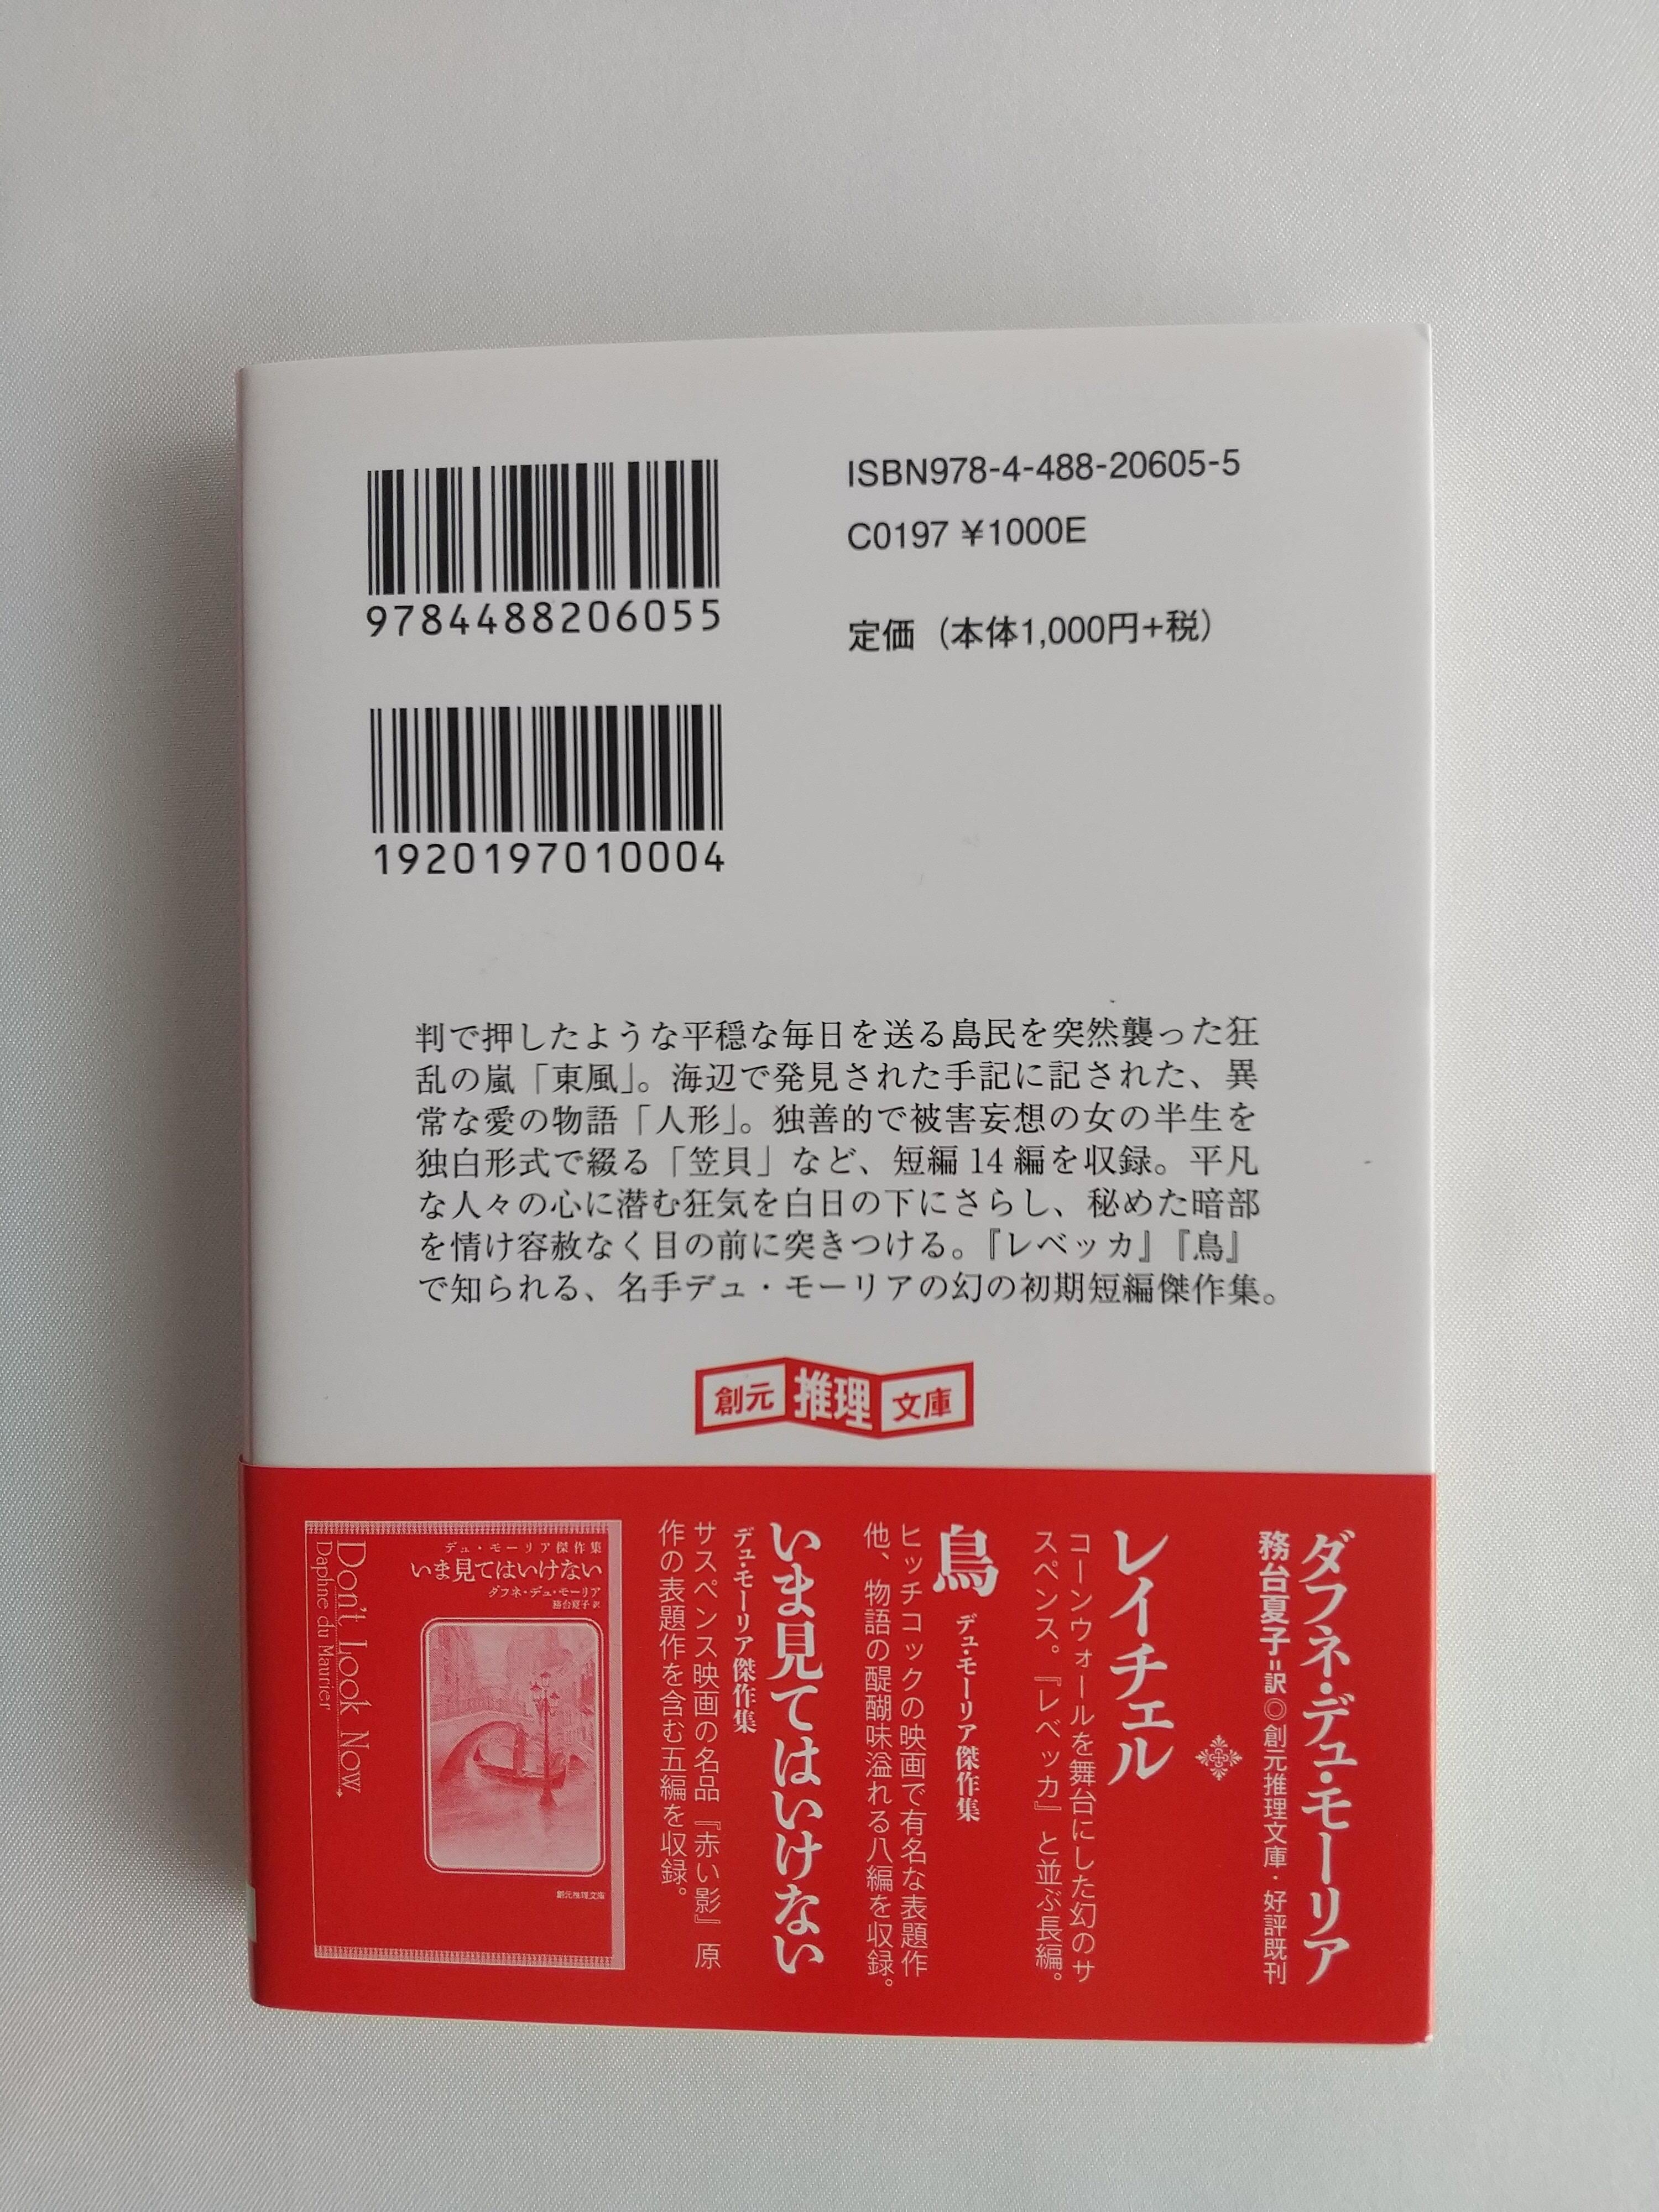 ISBN978-4-488-20605-5
C0197 ¥1000E
定価（本体1,000円+税）
9784488206055
1920197010004
判で押したような平穏な毎日を送る島民を突然襲った狂
乱の嵐「東風」。海辺で発見された手記に記された、異
常な愛の物語「人形」。独善的で被害妄想の女の半生を
独白形式で綴る「笠貝」など、短編14編を収録。平凡
な人々の心に潜む狂気を白日の下にさらし、秘めた暗部
を情け容赦なく目の前に突きつける。『レベッカ』『鳥』
で知られる、名手デュ・モーリアの幻の初期短編傑作集。
創元推理文庫
ダフネ・デュ・モーリア
務台夏子=訳◎創元推理文庫・好評既刊
レイチェル
コーンウォールを舞台にした幻のサ
スペンス。『レベッカ』と並ぶ長編。
鳥 デュ・モーリア傑作集
ヒッチコックの映画で有名な表題作
他、物語の醍醐味溢れる八編を収録。
いま見てはいけない
デュ・モーリア傑作集
サスペンス映画の名品『赤い影』原
作の表題作を含む五編を収録。
デュ・モーリア傑作集
いま見てはいけない
ダフネ・デュ・モーリア
務台夏子 訳
Don't Look Now
Daphne du Maurier
創元推理文庫